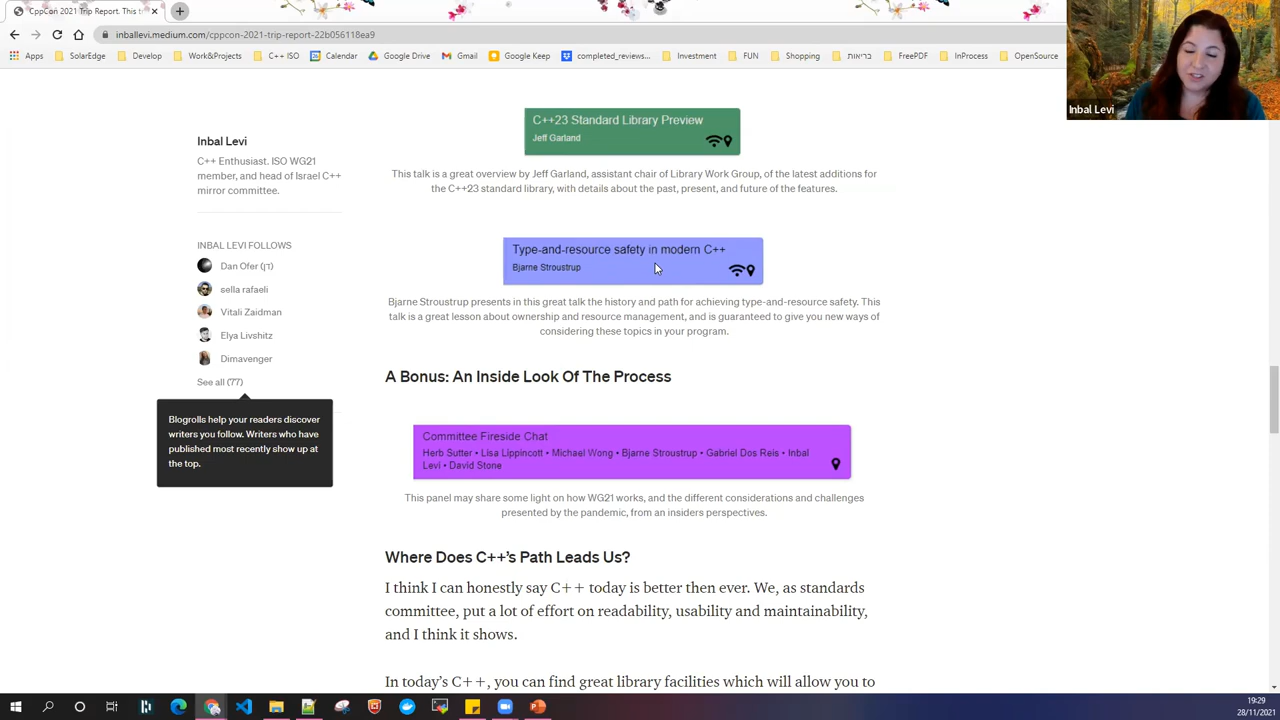 CppCon 2021 Trip Report. This t
inballevi.medium.com/cppcon-2021-trip-report-22b056118ea9
Apps
SolarEdge
Develop
Work&Projects
C++ ISO
Calendar
Google Drive
Gmail
Google Keep
completed_reviews...
Investment
FUN
Shopping
בריאות
FreePDF
InProcess
OpenSource
Inbal Levi
C++23 Standard Library Preview
Jeff Garland
This talk is a great overview by Jeff Garland, assistant chair of Library Work Group, of the latest additions for
the C++23 standard library, with details about the past, present, and future of the features.
Inbal Levi
C++ Enthusiast. ISO WG21
member, and head of Israel C++
mirror committee.
INBAL LEVI FOLLOWS
Dan Ofer (דן)
sella rafaeli
Vitali Zaidman
Elya Livshitz
Dimavenger
See all (77)
Blogrolls help your readers discover
writers you follow. Writers who have
published most recently show up at
the top.
Type-and-resource safety in modern C++
Bjarne Stroustrup
Bjarne Stroustrup presents in this great talk the history and path for achieving type-and-resource safety. This
talk is a great lesson about ownership and resource management, and is guaranteed to give you new ways of
considering these topics in your program.
A Bonus: An Inside Look Of The Process
Committee Fireside Chat
Herb Sutter • Lisa Lippincott • Michael Wong • Bjarne Stroustrup • Gabriel Dos Reis • Inbal
Levi • David Stone
This panel may share some light on how WG21 works, and the different considerations and challenges
presented by the pandemic, from an insiders perspectives.
Where Does C++'s Path Leads Us?
I think I can honestly say C++ today is better then ever. We, as standards
committee, put a lot of effort on readability, usability and maintainability,
and I think it shows.
In today's C++, you can find great library facilities which will allow you to
19:29
28/11/2021